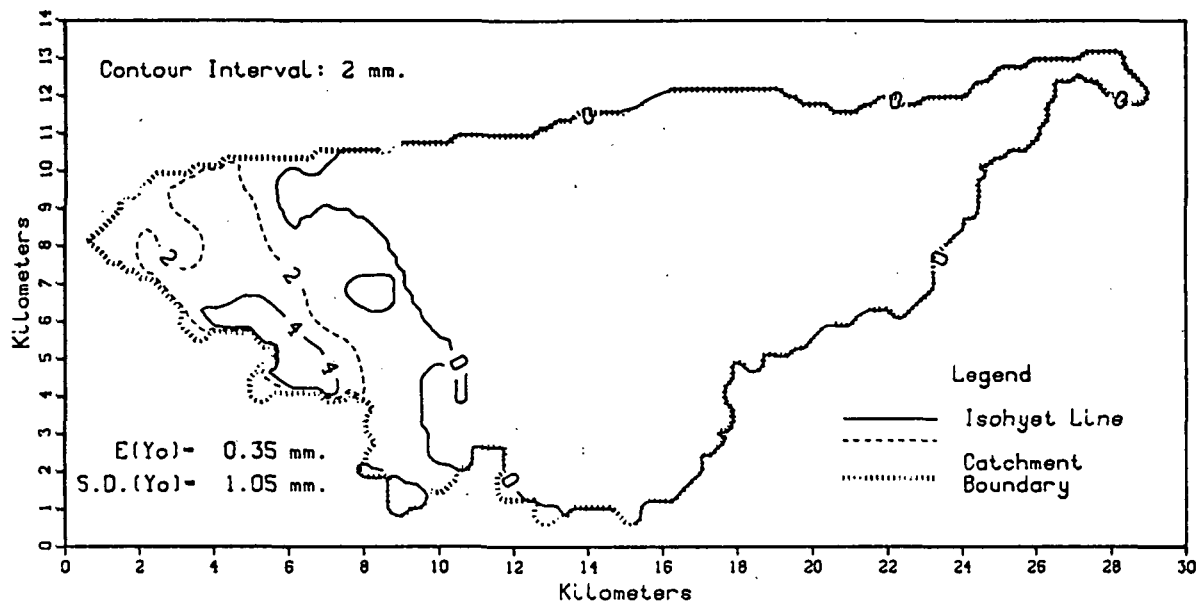 14
13
12
11
10
9
8
7
6
5
4
3
2
1
0
Kilometers
Contour Interval: 2 mm.
0
0
0
2
2
4
4
0
0
0
E(Yo)= 0.35 mm.
S.D.(Yo)= 1.05 mm.
Legend
Isohyet Line
Catchment
Boundary
0 2 4 6 8 10 12 14 16 18 20 22 24 26 28 30
Kilometers